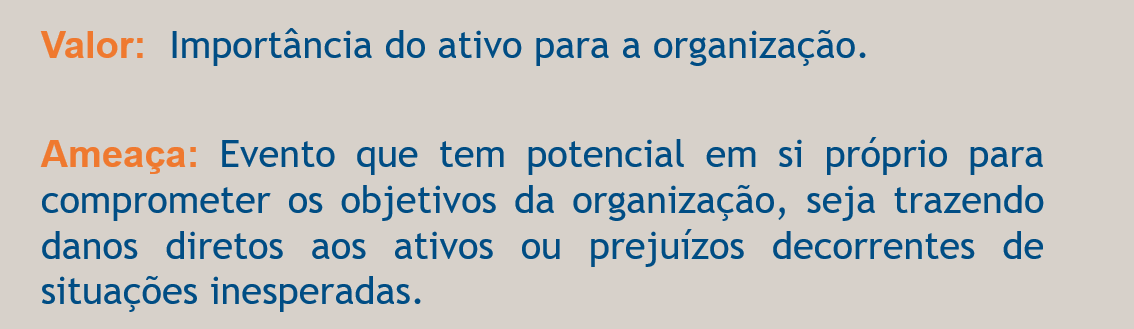 Valor: Importância do ativo para a organização.
Ameaça: Evento que tem potencial em si próprio para
comprometer os objetivos da organização, seja trazendo
danos diretos aos ativos ou prejuízos decorrentes de
situações inesperadas.